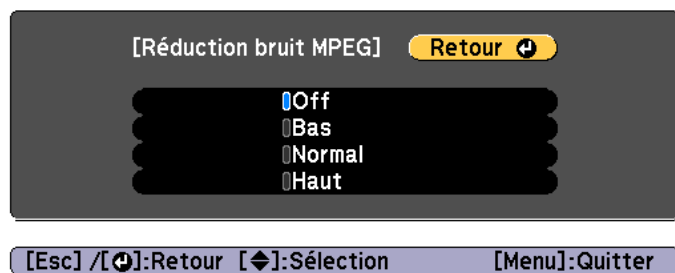 [Réduction bruit MPEG] Retour
Off
Bas
Normal
Haut
[Esc] /[⏎]:Retour [◆]:Sélection [Menu]:Quitter